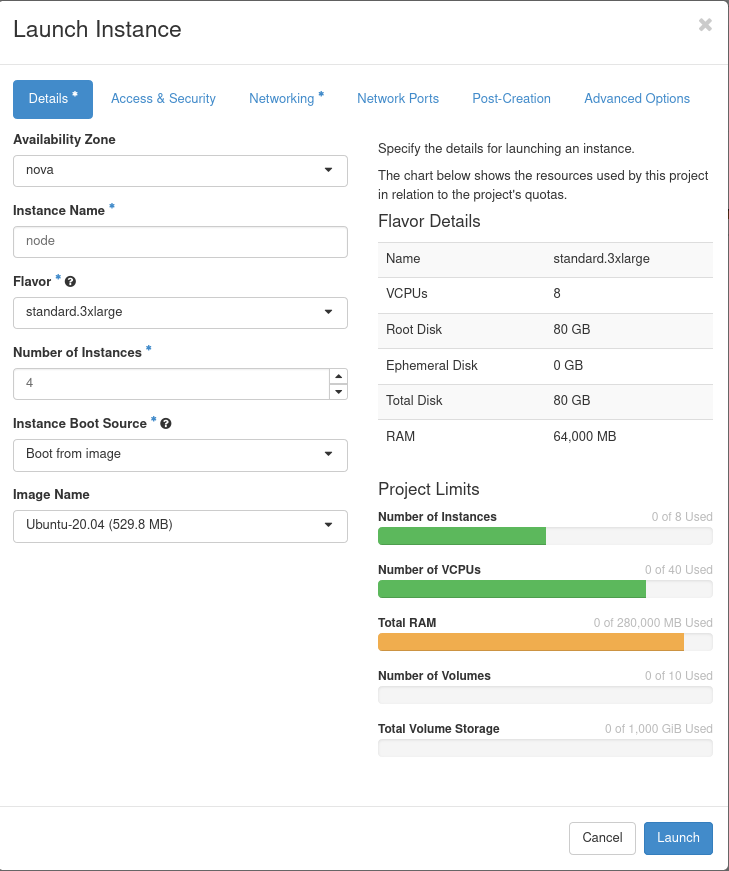 Launch Instance
×
Details *
Access & Security
Networking *
Network Ports
Post-Creation
Advanced Options
Availability Zone
nova
Instance Name *
node
Flavor * ?
standard.3xlarge
Number of Instances *
4
Instance Boot Source * ?
Boot from image
Image Name
Ubuntu-20.04 (529.8 MB)
Specify the details for launching an instance.
The chart below shows the resources used by this project
in relation to the project's quotas.
Flavor Details
Name standard.3xlarge
VCPUs 8
Root Disk 80 GB
Ephemeral Disk 0 GB
Total Disk 80 GB
RAM 64,000 MB
Project Limits
Number of Instances 0 of 8 Used
Number of VCPUs 0 of 40 Used
Total RAM 0 of 280,000 MB Used
Number of Volumes 0 of 10 Used
Total Volume Storage 0 of 1,000 GiB Used
Cancel
Launch